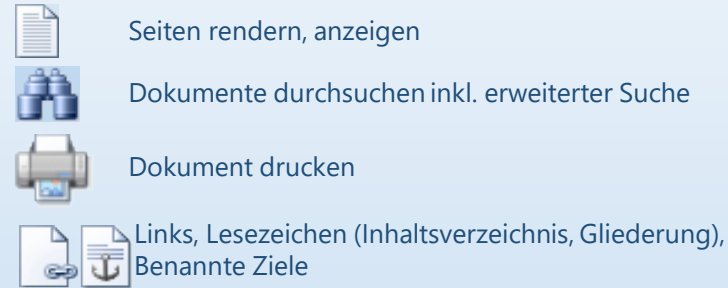 Seiten rendern, anzeigen
Dokumente durchsuchen inkl. erweiterter Suche
Dokument drucken
Links, Lesezeichen (Inhaltsverzeichnis, Gliederung),
Benannte Ziele